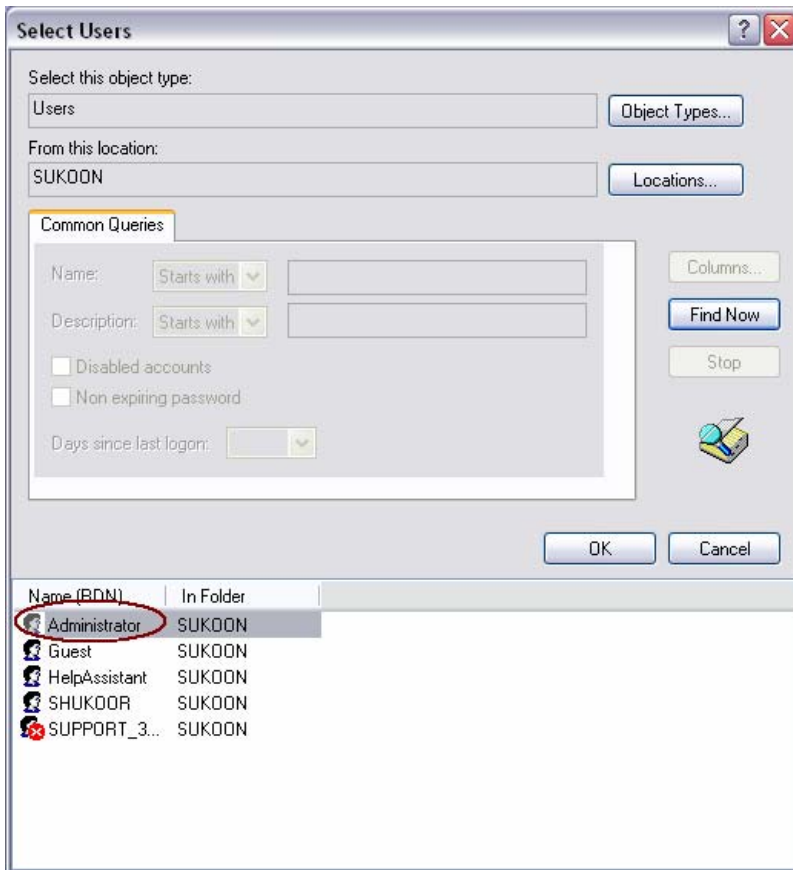 Select Users
Select this object type:
Users
Object Types...
From this location:
SUKOON
Locations...
Common Queries
Name: Starts with
Columns...
Description: Starts with
Find Now
Disabled accounts
Stop
Non expiring password
Days since last logon:
OK Cancel
Name (RDN) In Folder
Administrator SUKOON
Guest SUKOON
HelpAssistant SUKOON
SHUKOOR SUKOON
SUPPORT_3... SUKOON